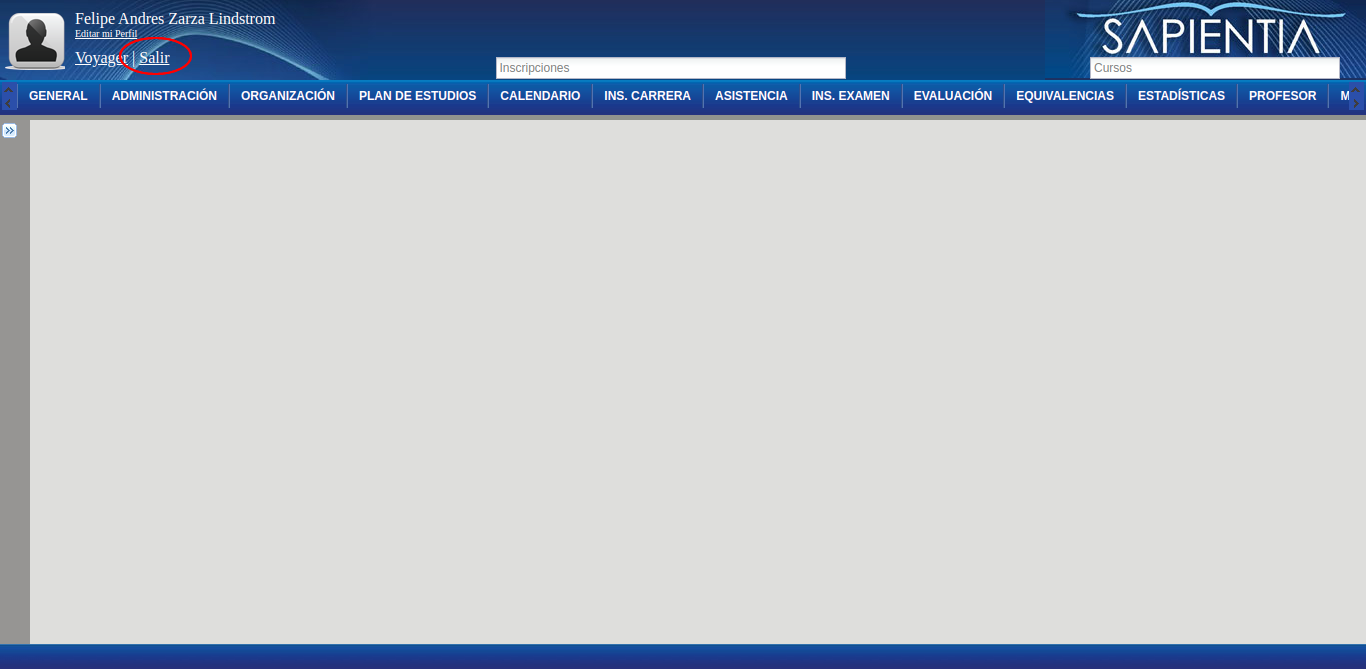 Felipe Andres Zarza Lindstrom
Editar mi Perfil
Voyager | Salir
SAPIENTIA
Inscripciones
Cursos
GENERAL ADMINISTRACIÓN ORGANIZACIÓN PLAN DE ESTUDIOS CALENDARIO INS. CARRERA ASISTENCIA INS. EXAMEN EVALUACIÓN EQUIVALENCIAS ESTADÍSTICAS PROFESOR M